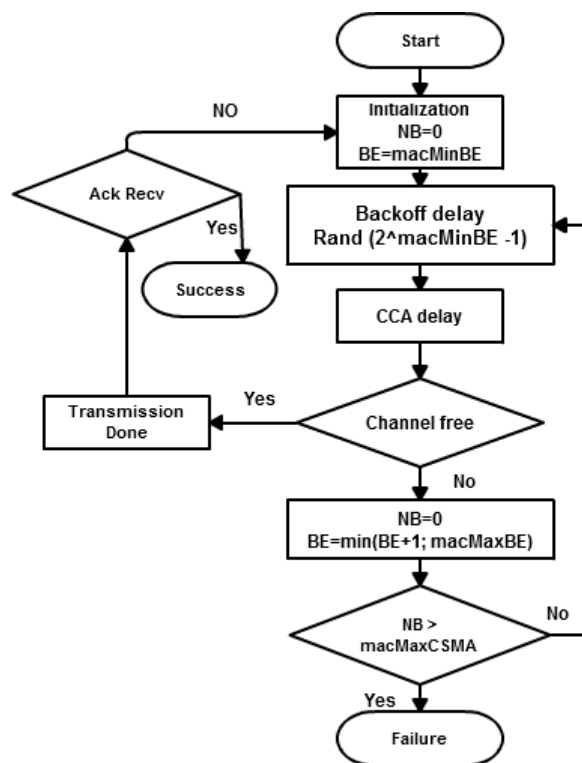 Start
Initialization
NB=0
BE=macMinBE
NO
Ack Recv
Yes
Success
Backoff delay
Rand (2^macMinBE -1)
CCA delay
Channel free
Yes
Transmission
Done
No
NB=0
BE=min(BE+1; macMaxBE)
NB >
macMaxCSMA
No
Yes
Failure